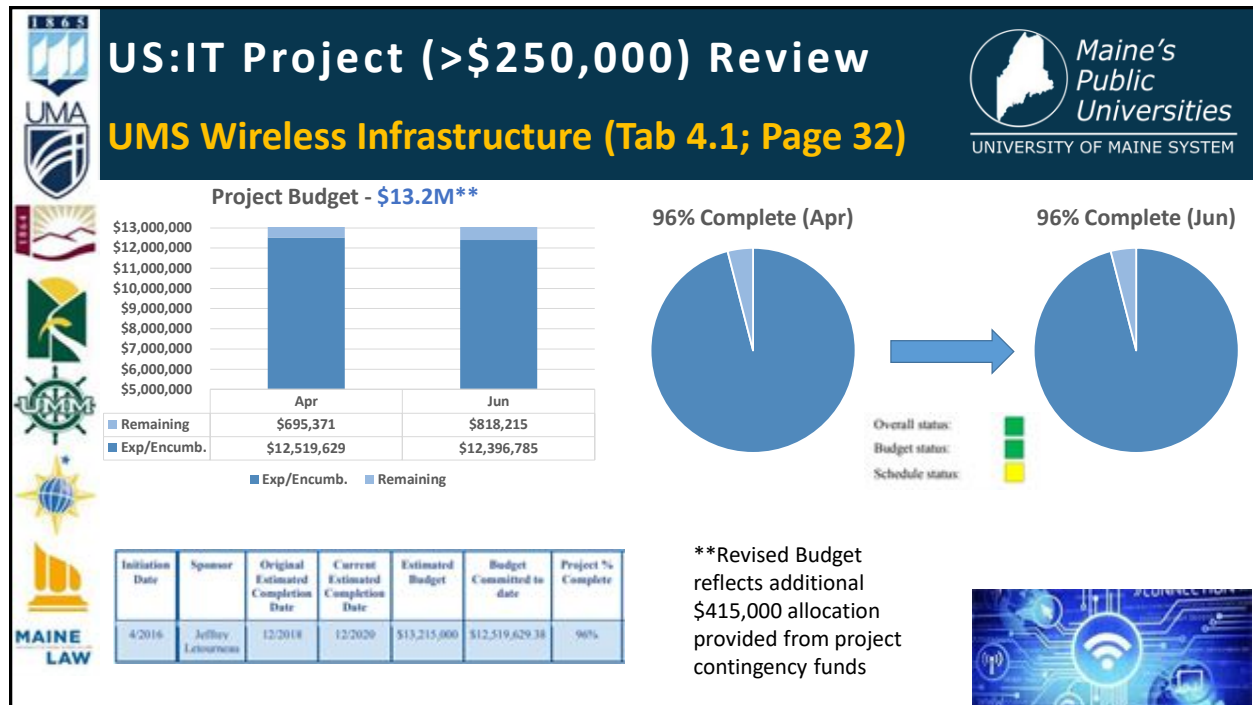 1865
US:IT Project (>$250,000) Review
UMS Wireless Infrastructure (Tab 4.1; Page 32)
Maine's
Public
Universities
UNIVERSITY OF MAINE SYSTEM
UMA
1864
UMM
MAINE
LAW
Project Budget - $13.2M**
$13,000,000
$12,000,000
$11,000,000
$10,000,000
$9,000,000
$8,000,000
$7,000,000
$6,000,000
$5,000,000
Apr Jun
Remaining $695,371 $818,215
Exp/Encumb. $12,519,629 $12,396,785
Exp/Encumb. Remaining
96% Complete (Apr)
96% Complete (Jun)
Overall status:
Budget status:
Schedule status:
Initiation Date Sponsor Original Estimated Completion Date Current Estimated Completion Date Estimated Budget Budget Committed to date Project % Complete
4/2016 Jeffrey Letourneau 12/2018 12/2020 $13,215,000 $12,519,629.38 96%
**Revised Budget
reflects additional
$415,000 allocation
provided from project
contingency funds